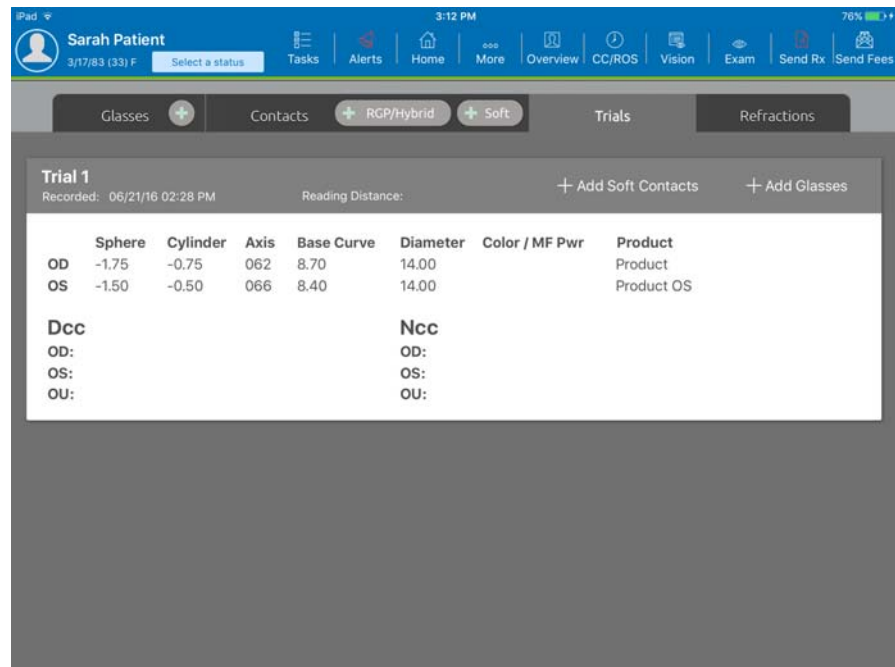 iPad 3:12 PM 76%
Sarah Patient
3/17/83 (33) F Select a status
Tasks Alerts Home More Overview CC/ROS Vision Exam Send Rx Send Fees
Glasses Contacts RGP/Hybrid Soft Trials Refractions
Trial 1
Recorded: 06/21/16 02:28 PM Reading Distance: + Add Soft Contacts + Add Glasses
Sphere Cylinder Axis Base Curve Diameter Color / MF Pwr Product
OD -1.75 -0.75 062 8.70 14.00 Product
OS -1.50 -0.50 066 8.40 14.00 Product OS
Dcc Ncc
OD: OD:
OS: OS:
OU: OU: